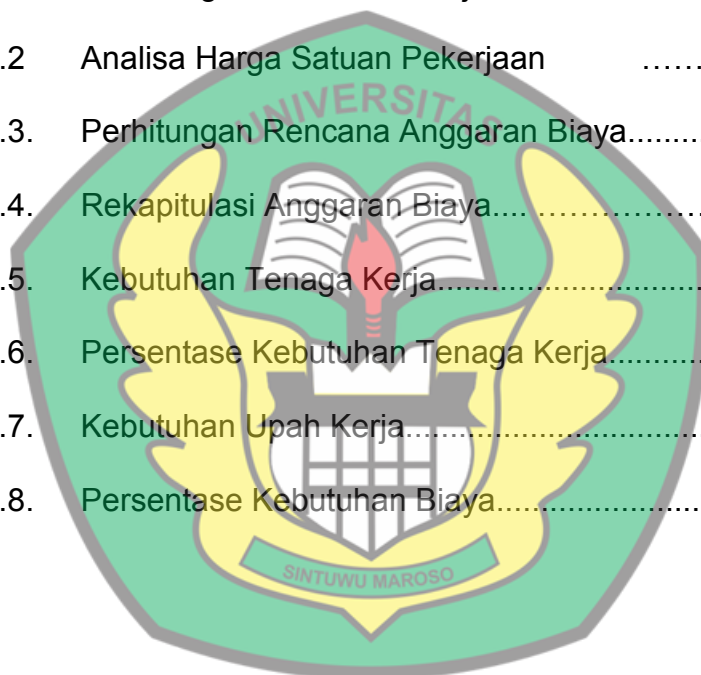 .2 Analisa Harga Satuan Pekerjaan ……
UNIVERSITAS
.3. Perhitungan Rencana Anggaran Biaya........
.4. Rekapitulasi Anggaran Biaya.... ………………
.5. Kebutuhan Tenaga Kerja..............................
.6. Persentase Kebutuhan Tenaga Kerja...........
.7. Kebutuhan Upah Kerja.................................
.8. Persentase Kebutuhan Biaya.......................
SINTUWU MAROSO